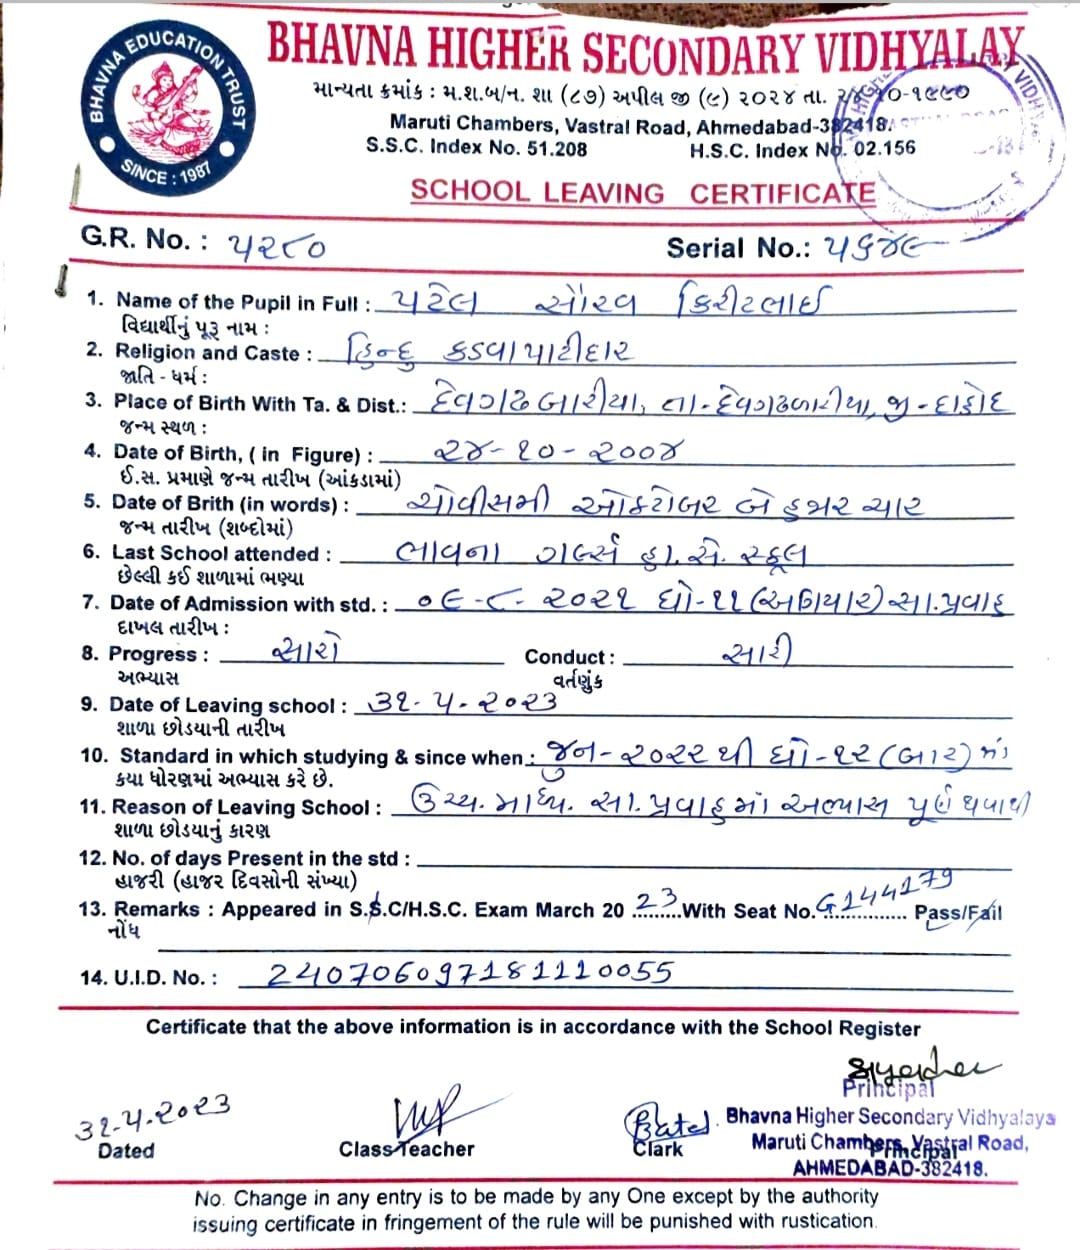 BHAVNA EDUCATION TRUST
SINCE : 1987
BHAVNA HIGHER SECONDARY VIDHYALAY
માન્યતા ક્રમાંક : મ.શ.બ/ન. શા (૮૭) અપીલ જી (૯) ૨૦૨૪ તા.
Maruti Chambers, Vastral Road, Ahmedabad-382418.
S.S.C. Index No. 51.208 H.S.C. Index No. 02.156
SCHOOL LEAVING CERTIFICATE
G.R. No. : ૫૨૮૦ Serial No.: ૫૬૪૯
1. Name of the Pupil in Full : પટેલ સૌરવ કિરીટભાઈ
વિદ્યાર્થીનું પૂરૂ નામ :
2. Religion and Caste : હિન્દુ કડવા પાટીદાર
જાતિ - ધર્મ :
3. Place of Birth With Ta. & Dist.: દેવગઢ બારીયા, તા-દેવગઢબારીયા, જી-દાહોદ
જન્મ સ્થળ :
4. Date of Birth, ( in Figure) : ૨૪-૧૦-૨૦૦૪
ઈ.સ. પ્રમાણે જન્મ તારીખ (આંકડામાં)
5. Date of Brith (in words) : ચોવીસમી ઓક્ટોબર બે હજાર ચાર
જન્મ તારીખ (શબ્દોમાં)
6. Last School attended : ભાવના ગર્લ્સ હા.સે. સ્કૂલ
છેલ્લી કઈ શાળામાં ભણ્યા
7. Date of Admission with std. : ૦૯-૮-૨૦૨૧ ધો-૧૧ (અગિયાર) સા.પ્રવાહ
દાખલ તારીખ :
8. Progress : સારો Conduct : સારી
અભ્યાસ વર્તણુંક
9. Date of Leaving school : ૩૧-૫-૨૦૨૩
શાળા છોડયાની તારીખ
10. Standard in which studying & since when : જુન-૨૦૨૨ થી ધો-૧૨ (બાર) માં
કયા ધોરણમાં અભ્યાસ કરે છે.
11. Reason of Leaving School : ઉચ્ચ. માધ્ય. સા. પ્રવાહમાં અભ્યાસ પૂર્ણ થવાથી
શાળા છોડયાનું કારણ
12. No. of days Present in the std :
હાજરી (હાજર દિવસોની સંખ્યા)
13. Remarks : Appeared in S.S.C/H.S.C. Exam March 20 23 With Seat No. G144179 Pass/Fail
નોંધ
14. U.I.D. No. : 240706097181110055
Certificate that the above information is in accordance with the School Register
Principal
31-5-2023
Dated
Class Teacher
Patel.
Clark
Bhavna Higher Secondary Vidhyalaya
Maruti Chambers, Vastral Road,
Principal
AHMEDABAD-382418.
No. Change in any entry is to be made by any One except by the authority
issuing certificate in fringement of the rule will be punished with rustication.